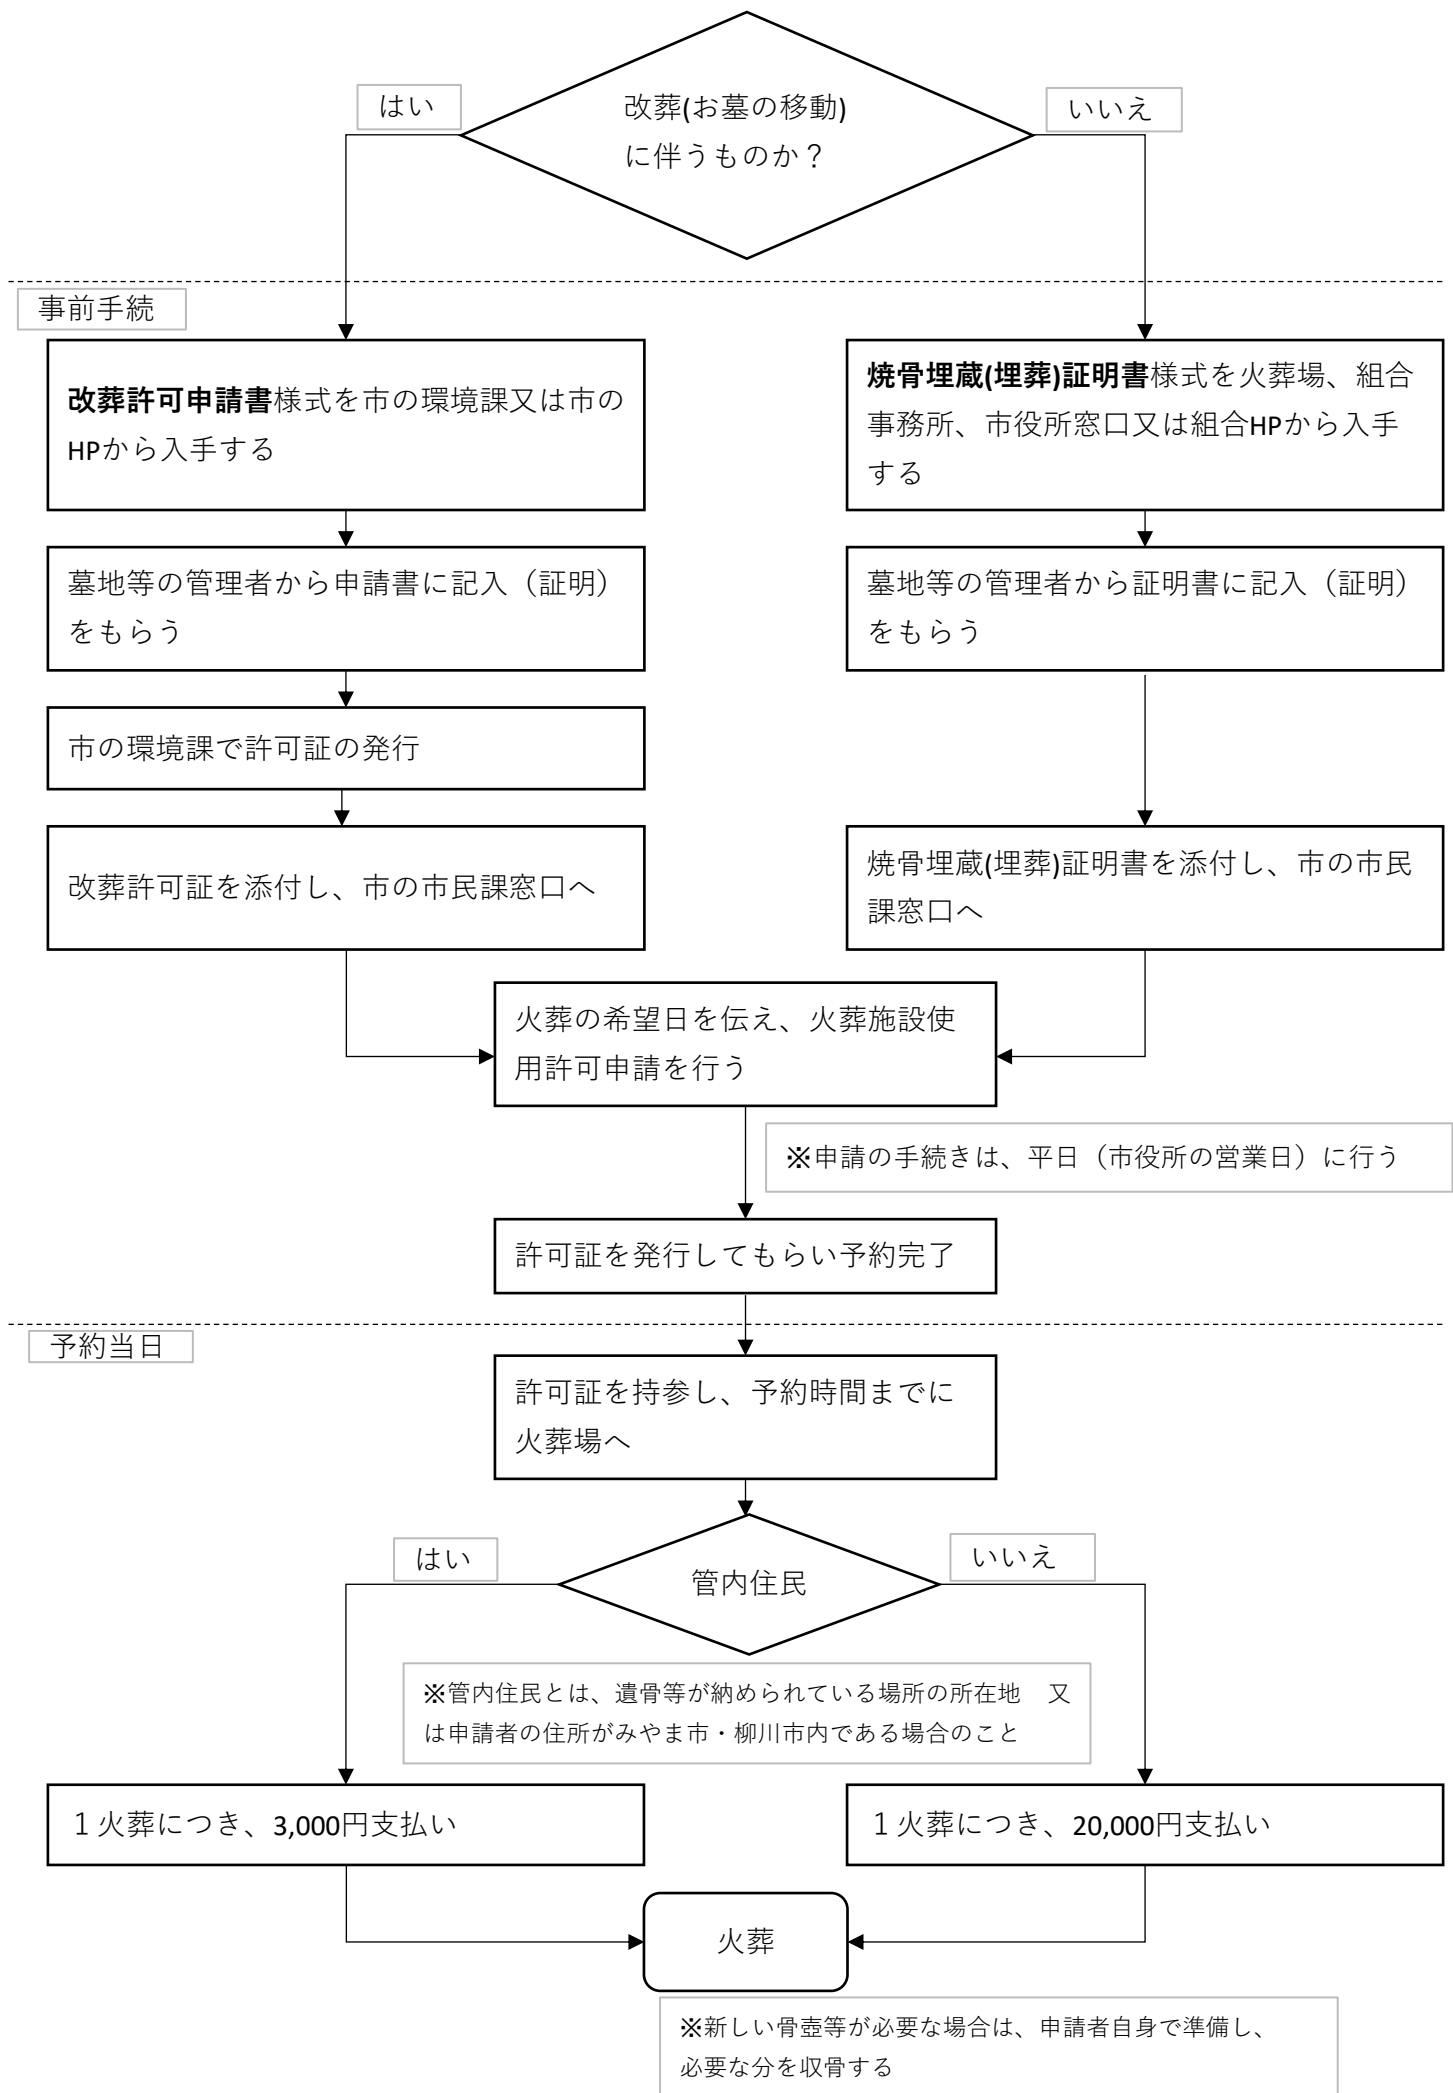 改葬(お墓の移動)
に伴うものか？
はい
いいえ
事前手続
改葬許可申請書様式を市の環境課又は市の
HPから入手する
墓地等の管理者から申請書に記入（証明）
をもらう
市の環境課で許可証の発行
改葬許可証を添付し、市の市民課窓口へ
焼骨埋蔵(埋葬)証明書様式を火葬場、組合
事務所、市役所窓口又は組合HPから入手
する
墓地等の管理者から証明書に記入（証明）
をもらう
焼骨埋蔵(埋葬)証明書を添付し、市の市民
課窓口へ
火葬の希望日を伝え、火葬施設使
用許可申請を行う
※申請の手続きは、平日（市役所の営業日）に行う
許可証を発行してもらい予約完了
予約当日
許可証を持参し、予約時間までに
火葬場へ
管内住民
はい
いいえ
※管内住民とは、遺骨等が納められている場所の所在地　又
は申請者の住所がみやま市・柳川市内である場合のこと
１火葬につき、3,000円支払い
１火葬につき、20,000円支払い
火葬
※新しい骨壺等が必要な場合は、申請者自身で準備し、
必要な分を収骨する